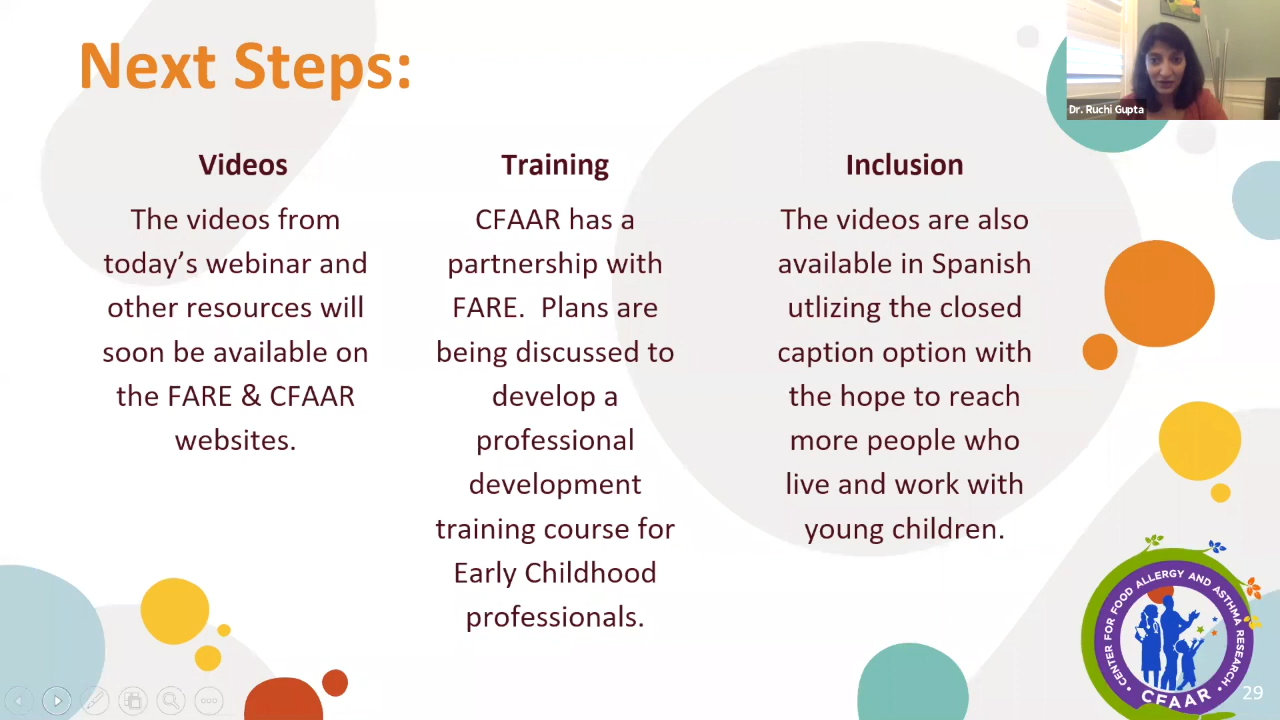 Next Steps:
Dr. Ruchi Gupta
Videos
The videos from
today’s webinar and
other resources will
soon be available on
the FARE & CFAAR
websites.
Training
CFAAR has a
partnership with
FARE.  Plans are
being discussed to
develop a
professional
development
training course for
Early Childhood
professionals.
Inclusion
The videos are also
available in Spanish
utlizing the closed
caption option with
the hope to reach
more people who
live and work with
young children.
• CENTER FOR FOOD ALLERGY AND ASTHMA RESEARCH •
CFAAR
29